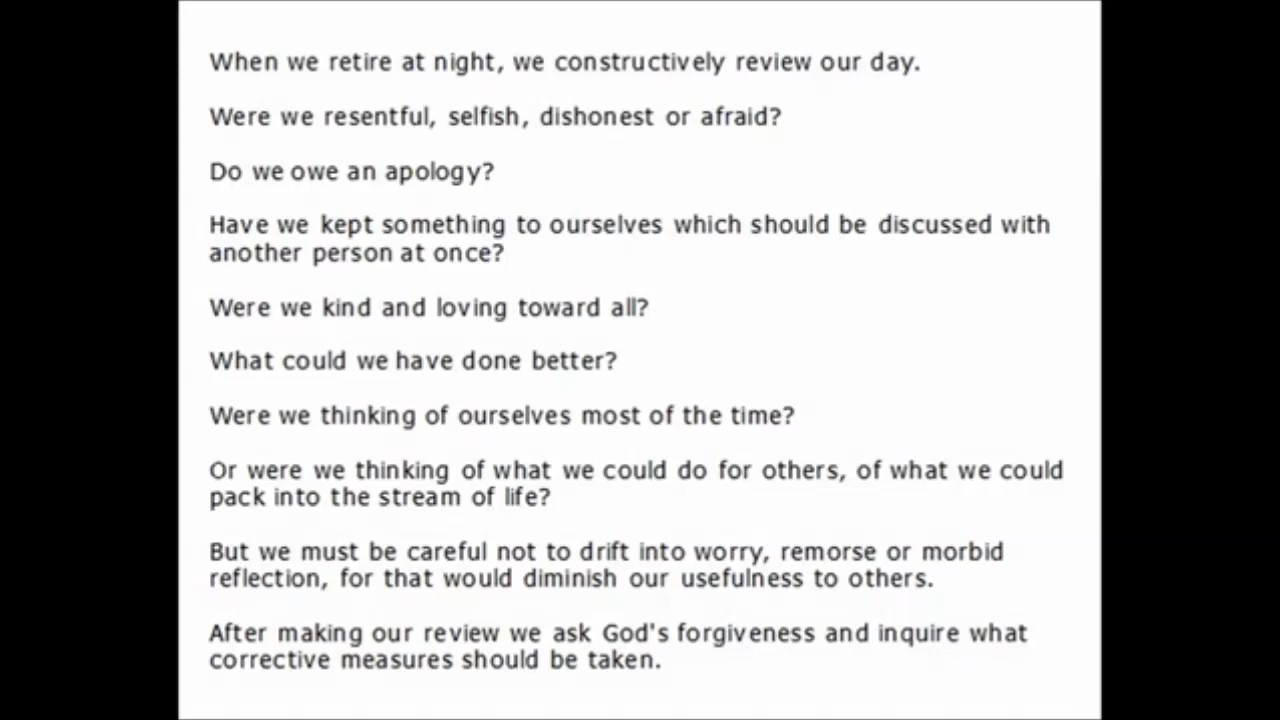 When we retire at night, we constructively review our day.
Were we resentful, selfish, dishonest or afraid?
Do we owe an apology?
Have we kept something to ourselves which should be discussed with
another person at once?
Were we kind and loving toward all?
What could we have done better?
Were we thinking of ourselves most of the time?
Or were we thinking of what we could do for others, of what we could
pack into the stream of life?
But we must be careful not to drift into worry, remorse or morbid
reflection, for that would diminish our usefulness to others.
After making our review we ask God's forgiveness and inquire what
corrective measures should be taken.